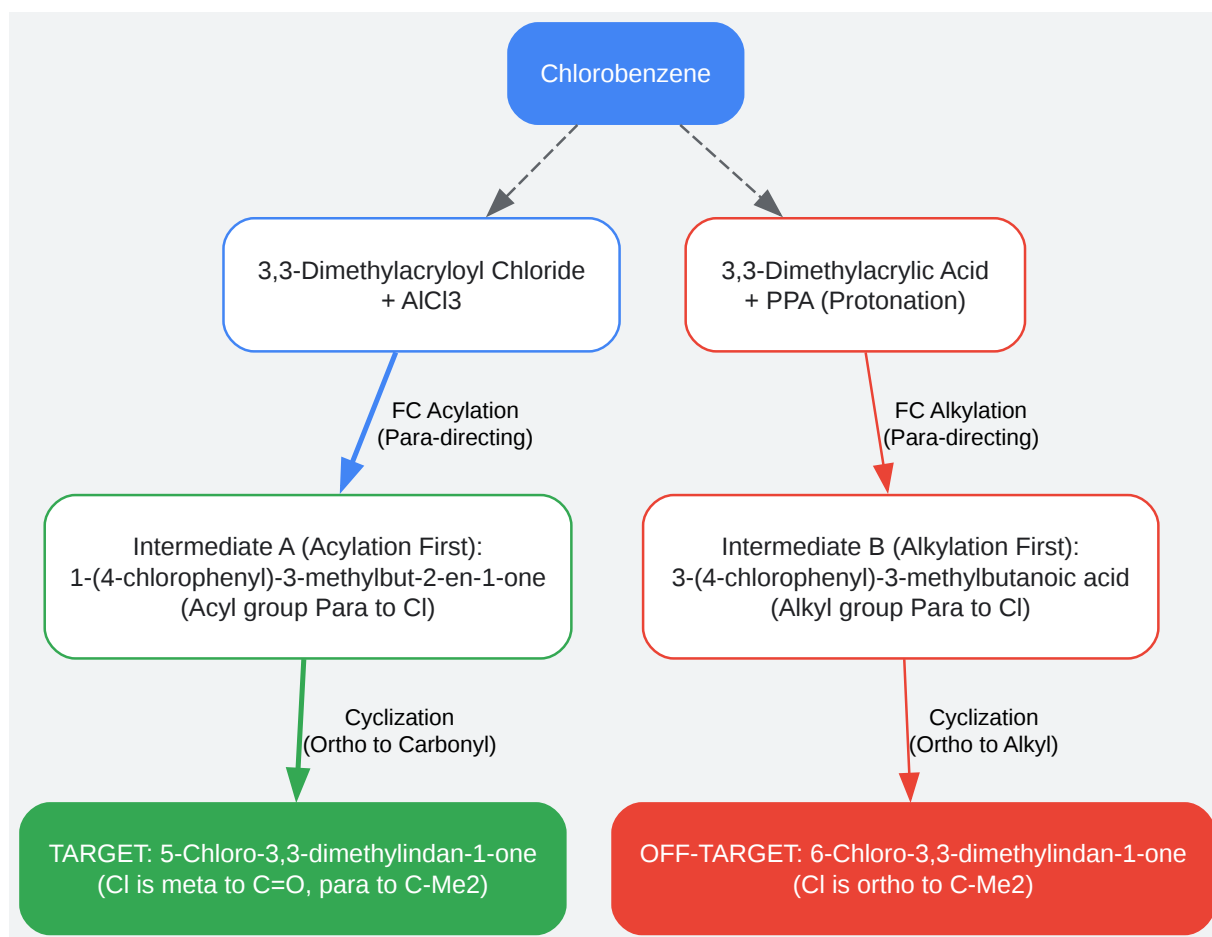 Chlorobenzene
3,3-Dimethylacryloyl Chloride
+ AlCl3
3,3-Dimethylacrylic Acid
+ PPA (Protonation)
FC Acylation
(Para-directing)
FC Alkylation
(Para-directing)
Intermediate A (Acylation First):
1-(4-chlorophenyl)-3-methylbut-2-en-1-one
(Acyl group Para to Cl)
Intermediate B (Alkylation First):
3-(4-chlorophenyl)-3-methylbutanoic acid
(Alkyl group Para to Cl)
Cyclization
(Ortho to Carbonyl)
Cyclization
(Ortho to Alkyl)
TARGET: 5-Chloro-3,3-dimethylindan-1-one
(Cl is meta to C=O, para to C-Me2)
OFF-TARGET: 6-Chloro-3,3-dimethylindan-1-one
(Cl is ortho to C-Me2)